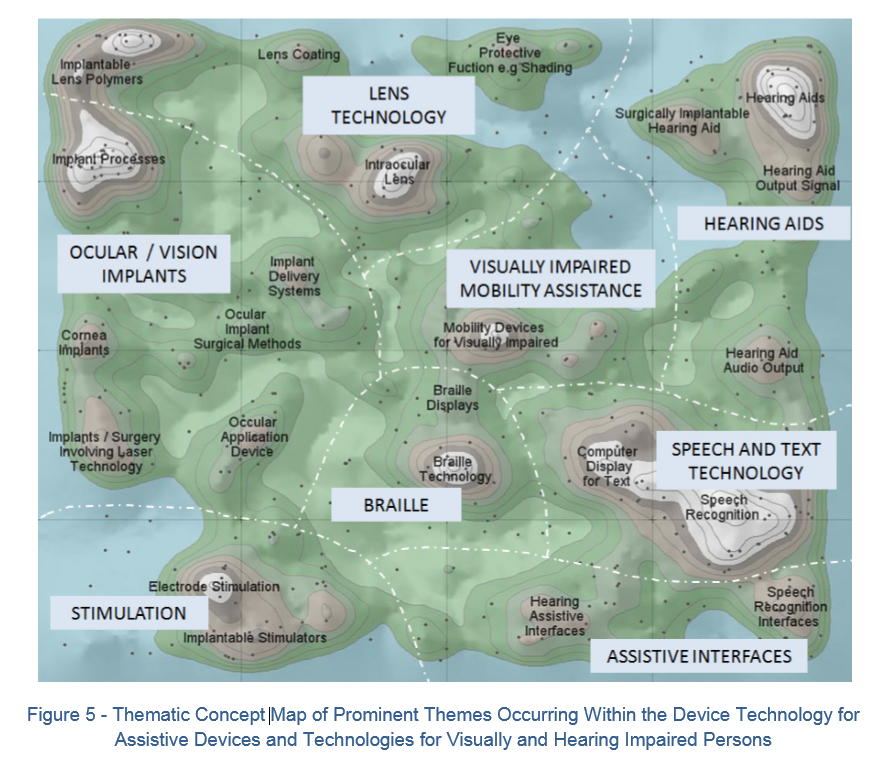 Implantable
Lens Polymers
Lens Coating
Eye
Protective
Fuction e.g Shading
LENS
TECHNOLOGY
Hearing Aids
Surgically Implantable
Hearing Aid
Implant Processes
Intraocular
Lens
Hearing Aid
Output Signal
HEARING AIDS
OCULAR / VISION
IMPLANTS
Implant
Delivery
Systems
VISUALLY IMPAIRED
MOBILITY ASSISTANCE
Ocular
Implant
Surgical Methods
Cornea
Implants
Mobility Devices
for Visually Impaired
Hearing Aid
Audio Output
Braille
Displays
Implants / Surgery
Involving Laser
Technology
Occular
Application
Device
Braille
Technology
Computer
Display
for Text
SPEECH AND TEXT
TECHNOLOGY
Speech
Recognition
BRAILLE
Electrode Stimulation
STIMULATION
Implantable Stimulators
Hearing
Assistive
Interfaces
Speech
Recognition
Interfaces
ASSISTIVE INTERFACES
Figure 5 - Thematic Concept Map of Prominent Themes Occurring Within the Device Technology for
Assistive Devices and Technologies for Visually and Hearing Impaired Persons